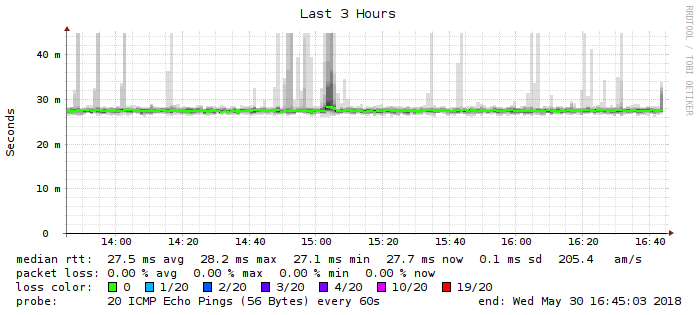 Last 3 Hours
RRDTOOL / TOBI OETIKER
Seconds
40 m
30 m
20 m
10 m
0
14:00 14:20 14:40 15:00 15:20 15:40 16:00 16:20 16:40
median rtt: 27.5 ms avg 28.2 ms max 27.1 ms min 27.7 ms now 0.1 ms sd 205.4 am/s
packet loss: 0.00 % avg 0.00 % max 0.00 % min 0.00 % now
loss color: 0 1/20 2/20 3/20 4/20 10/20 19/20
probe: 20 ICMP Echo Pings (56 Bytes) every 60s end: Wed May 30 16:45:03 2018